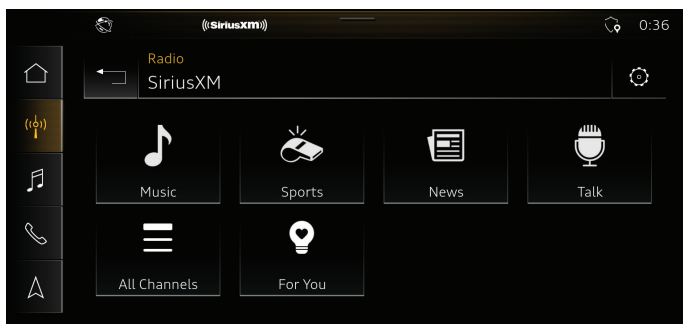 ((SiriusXM))
0:36
Radio
SiriusXM
Music
Sports
News
Talk
All Channels
For You